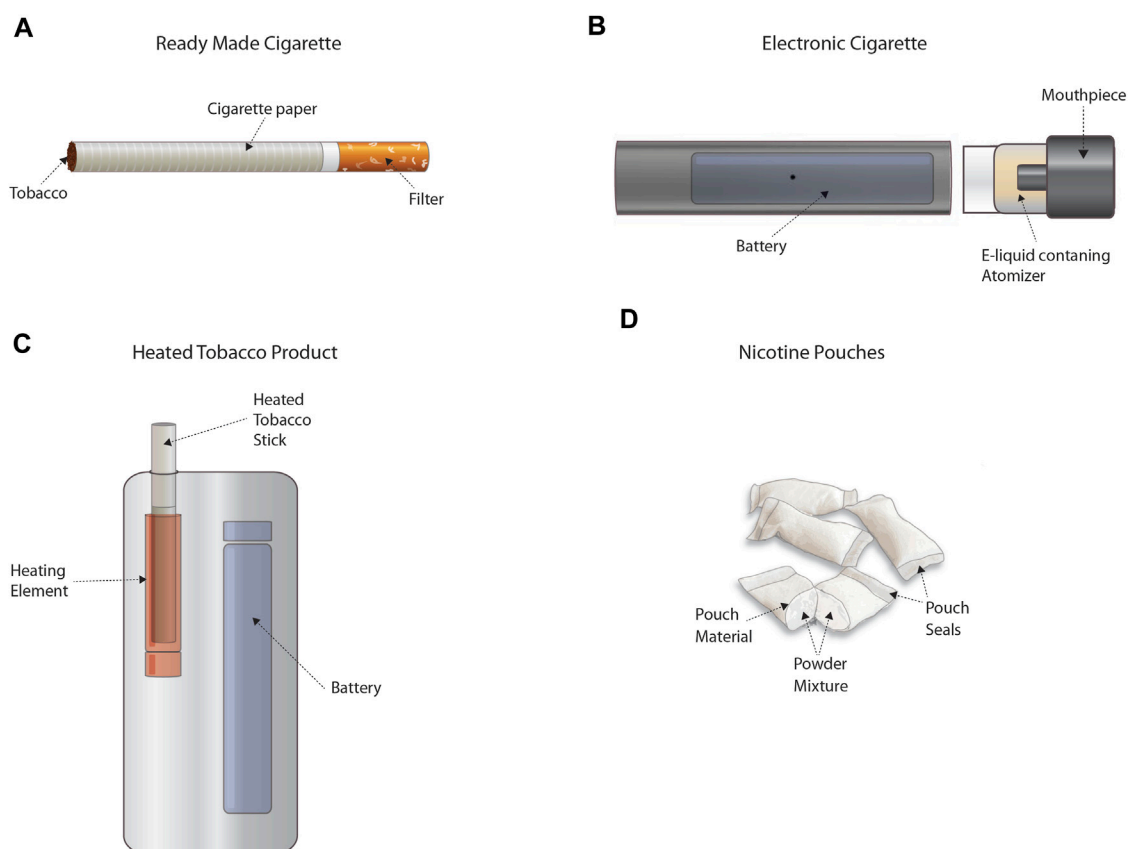 A
Ready Made Cigarette
Cigarette paper
Tobacco
Filter
B
Electronic Cigarette
Mouthpiece
Battery
E-liquid contaning
Atomizer
C
Heated Tobacco Product
Heated
Tobacco
Stick
Heating
Element
Battery
D
Nicotine Pouches
Pouch
Material
Powder
Mixture
Pouch
Seals